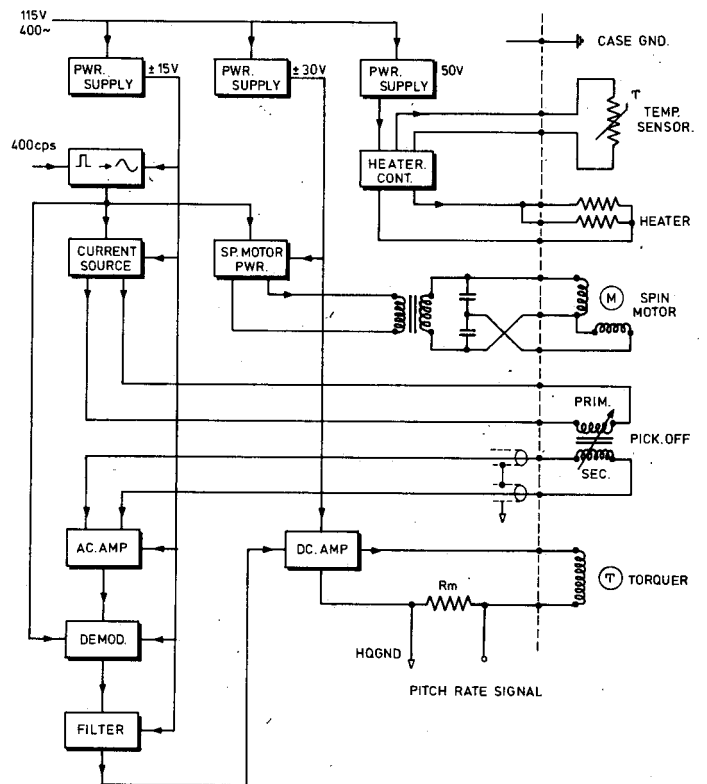 115V
400~
CASE GND.
PWR. SUPPLY
±15V
PWR. SUPPLY
±30V
PWR. SUPPLY
50V
T
TEMP. SENSOR.
400cps
HEATER. CONT.
HEATER
CURRENT SOURCE
SP. MOTOR PWR.
M
SPIN MOTOR
PRIM.
PICK.OFF
SEC.
AC. AMP
DC. AMP
Rm
T
TORQUER
DEMOD.
HQGND
PITCH RATE SIGNAL
FILTER